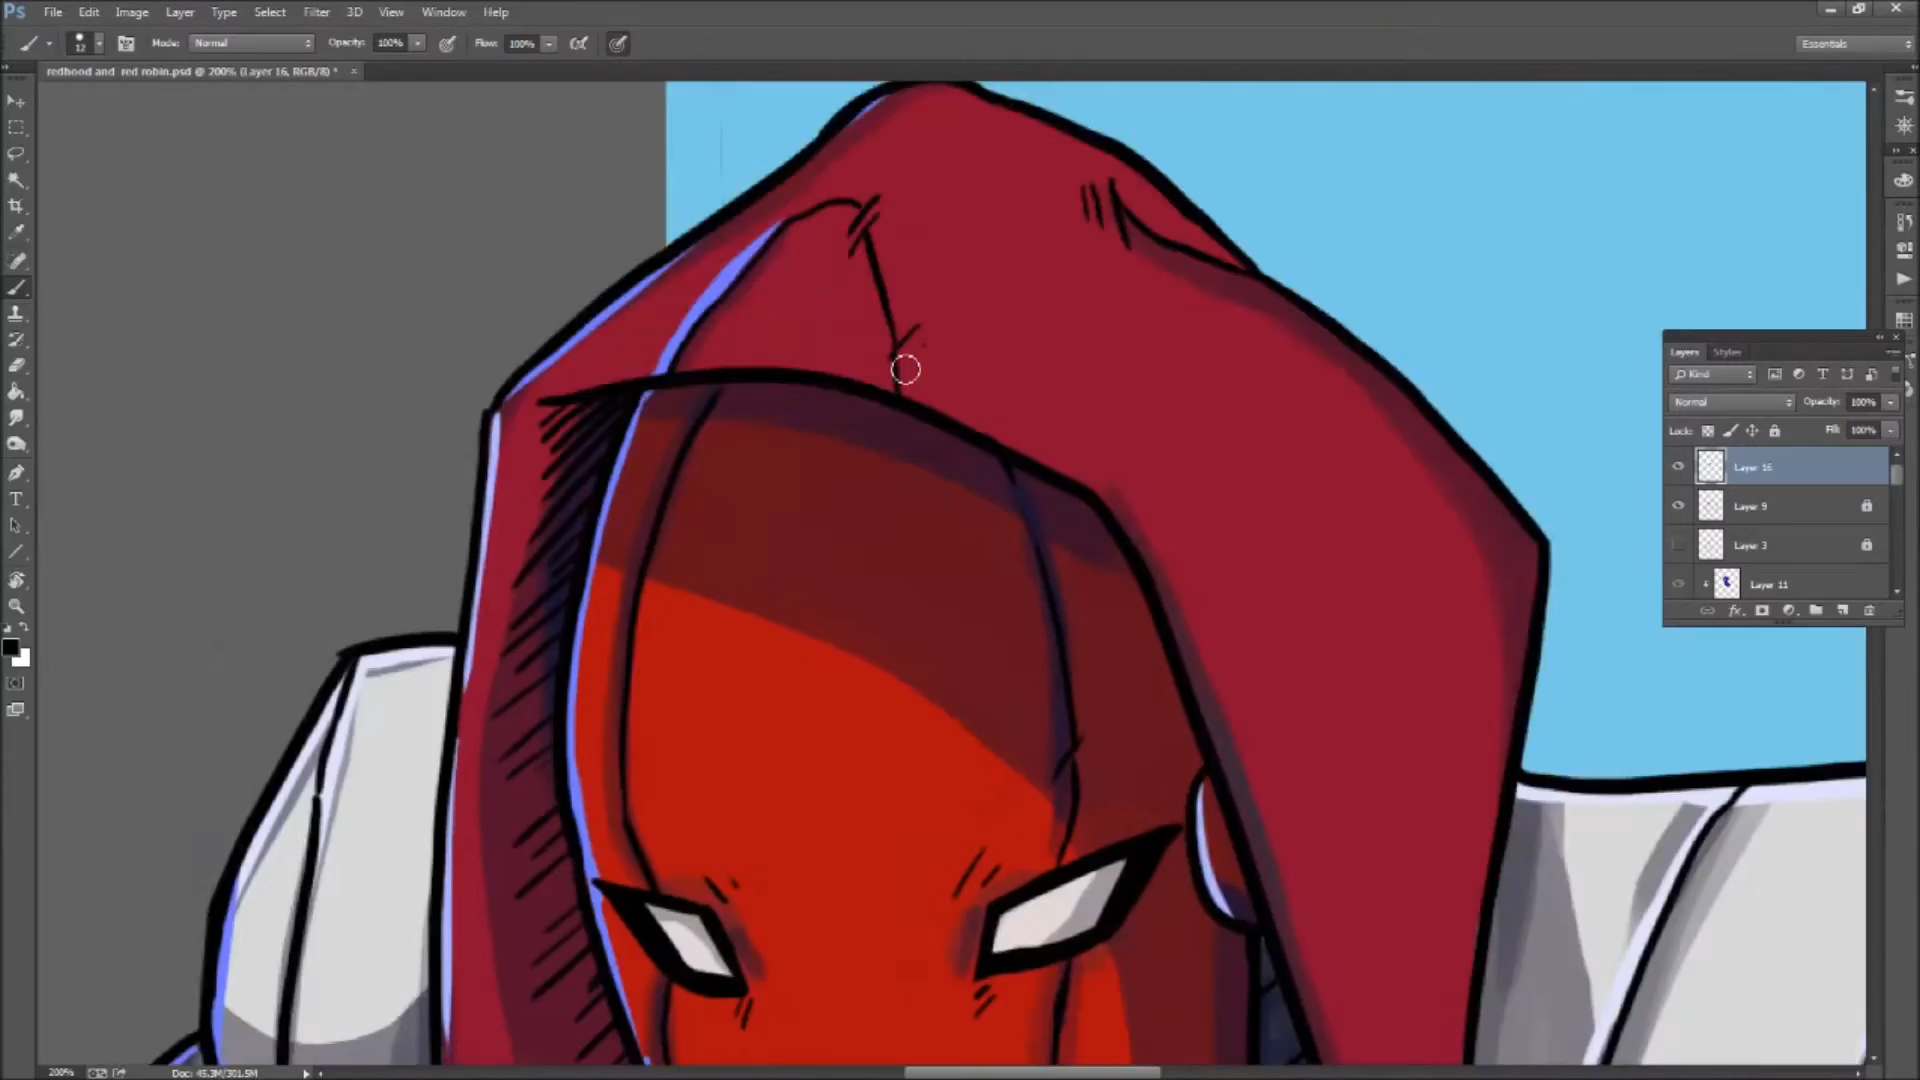 Ps File Edit Image Layer Type Select Filter 3D View Window Help
12 Mode: Normal Opacity: 100% Flow: 100% Essentials
redhood and red robin.psd @ 200% (Layer 16, RGB/8) * ×
Layers Styles
Kind
Normal Opacity: 100%
Lock: Fill: 100%
Layer 16
Layer 9
Layer 3
Layer 11
fx
T
200% Doc: 45.3M/301.5M